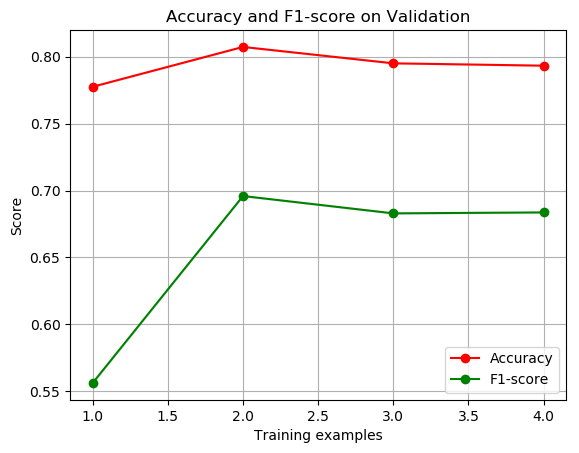 Accuracy and F1-score on Validation
0.80
0.75
0.70
0.65
0.60
0.55
Score
1.0 1.5 2.0 2.5 3.0 3.5 4.0
Training examples
Accuracy
F1-score